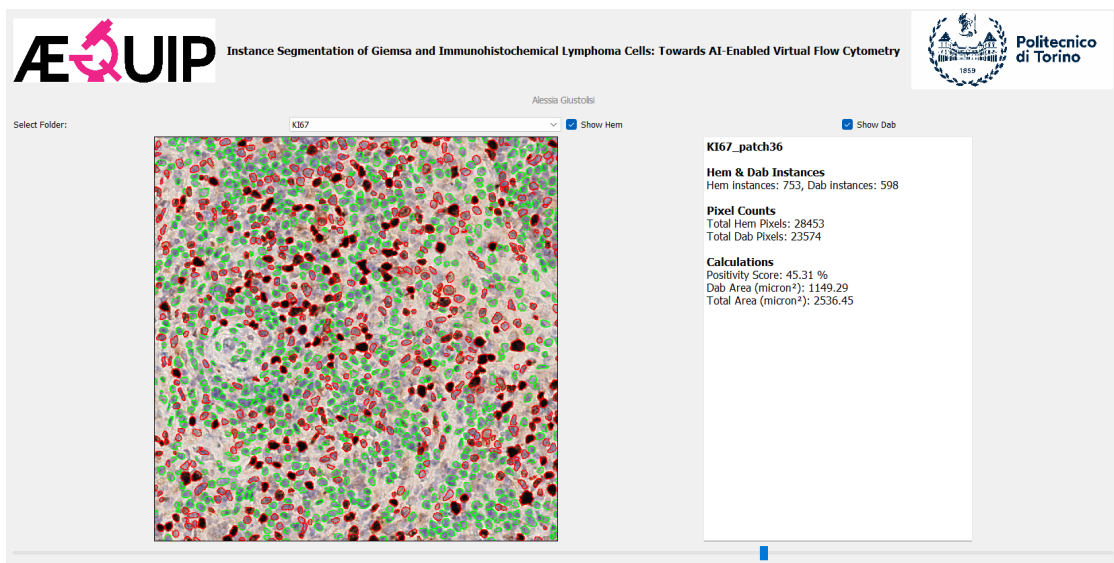 ÆQUIP
Instance Segmentation of Giemsa and Immunohistochemical Lymphoma Cells: Towards AI-Enabled Virtual Flow Cytometry
1859
Politecnico
di Torino
Alessia Giustolisi
Select Folder:
KI67
Show Hem
Show Dab
KI67_patch36
Hem & Dab Instances
Hem instances: 753, Dab instances: 598
Pixel Counts
Total Hem Pixels: 28453
Total Dab Pixels: 23574
Calculations
Positivity Score: 45.31 %
Dab Area (micron²): 1149.29
Total Area (micron²): 2536.45